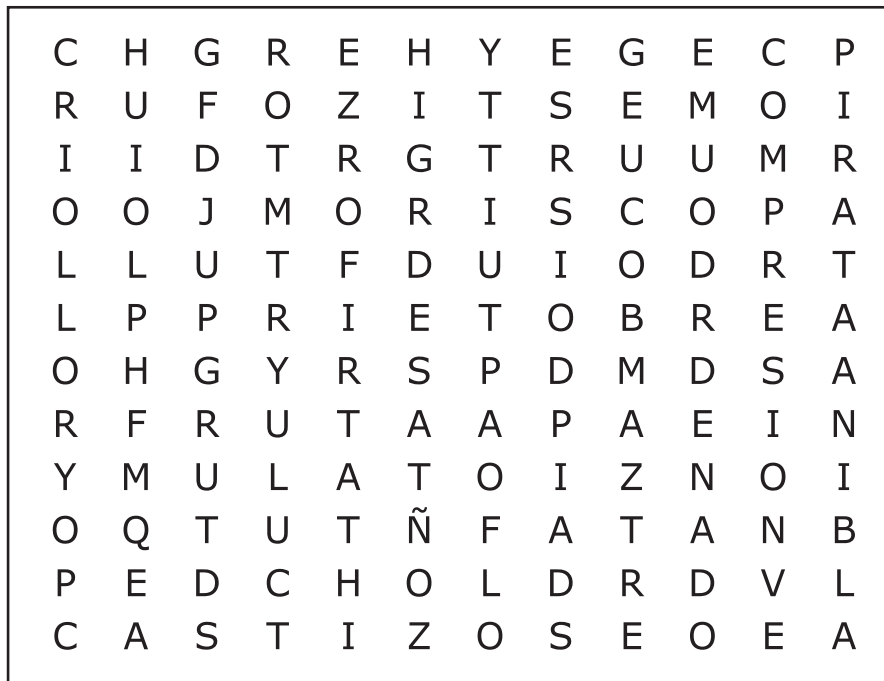 C H G R E H Y E G E C P
R U F O Z I T S E M O I
I I D T R G T R U U M R
O O J M O R I S C O P A
L L U T F D U I O D R T
L P P R I E T O B R E A
O H G Y R S P D M D S A
R F R U T A A P A E I N
Y M U L A T O I Z N O I
O Q T U T Ñ F A T A N B
P E D C H O L D R D V L
C A S T I Z O S E O E A